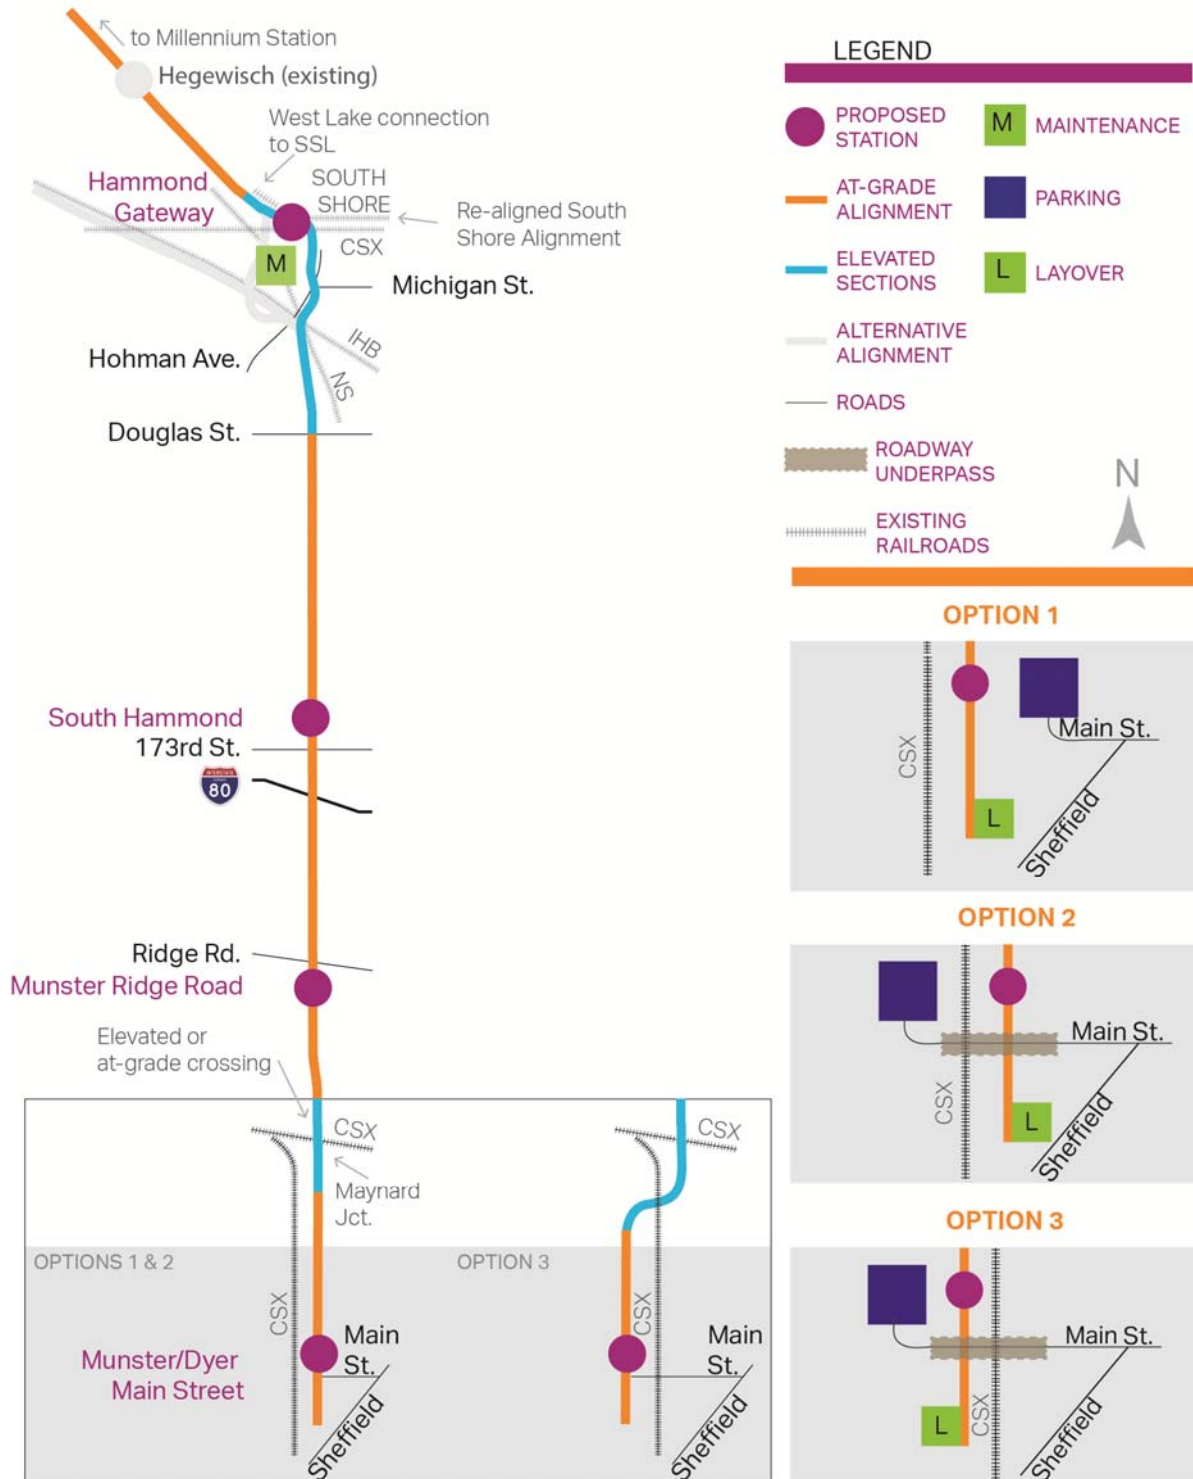 to Millennium Station
Hegewisch (existing)
West Lake connection
to SSL
Hammond
Gateway
SOUTH
SHORE
CSX
Re-aligned South
Shore Alignment
M
Michigan St.
Hohman Ave.
IHB
NS
Douglas St.
South Hammond
173rd St.
INTERSTATE
80
Ridge Rd.
Munster Ridge Road
Elevated or
at-grade crossing
CSX
Maynard
Jct.
OPTIONS 1 & 2
CSX
Munster/Dyer
Main Street
Main
St.
Sheffield
CSX
OPTION 3
CSX
Main
St.
Sheffield
LEGEND
PROPOSED
STATION
M
MAINTENANCE
AT-GRADE
ALIGNMENT
PARKING
ELEVATED
SECTIONS
L
LAYOVER
ALTERNATIVE
ALIGNMENT
ROADS
ROADWAY
UNDERPASS
EXISTING
RAILROADS
N
OPTION 1
CSX
Main St.
L
Sheffield
OPTION 2
Main St.
CSX
L
Sheffield
OPTION 3
Main St.
L
CSX
Sheffield